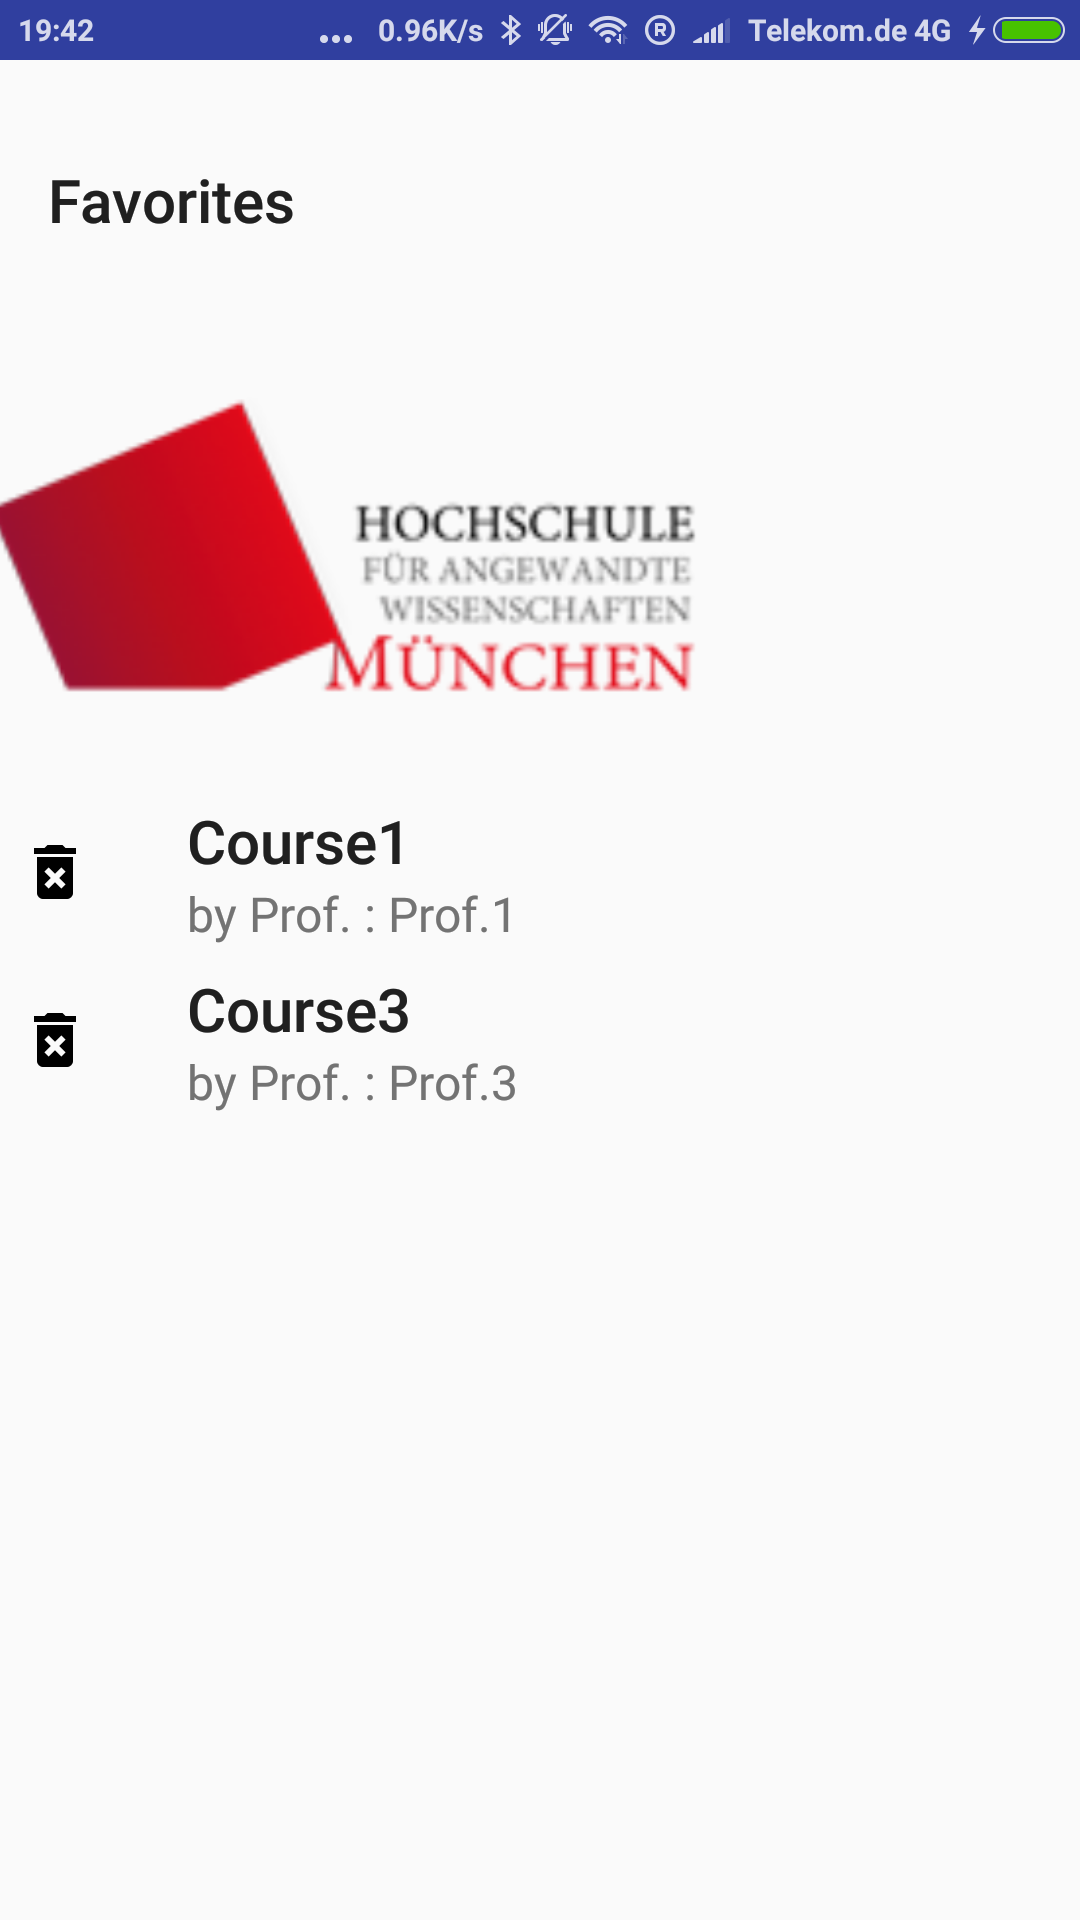 19:42 ... 0.96K/s R Telekom.de 4G
Favorites
HOCHSCHULE
FÜR ANGEWANDTE
WISSENSCHAFTEN
MÜNCHEN
Course1
by Prof. : Prof.1
Course3
by Prof. : Prof.3